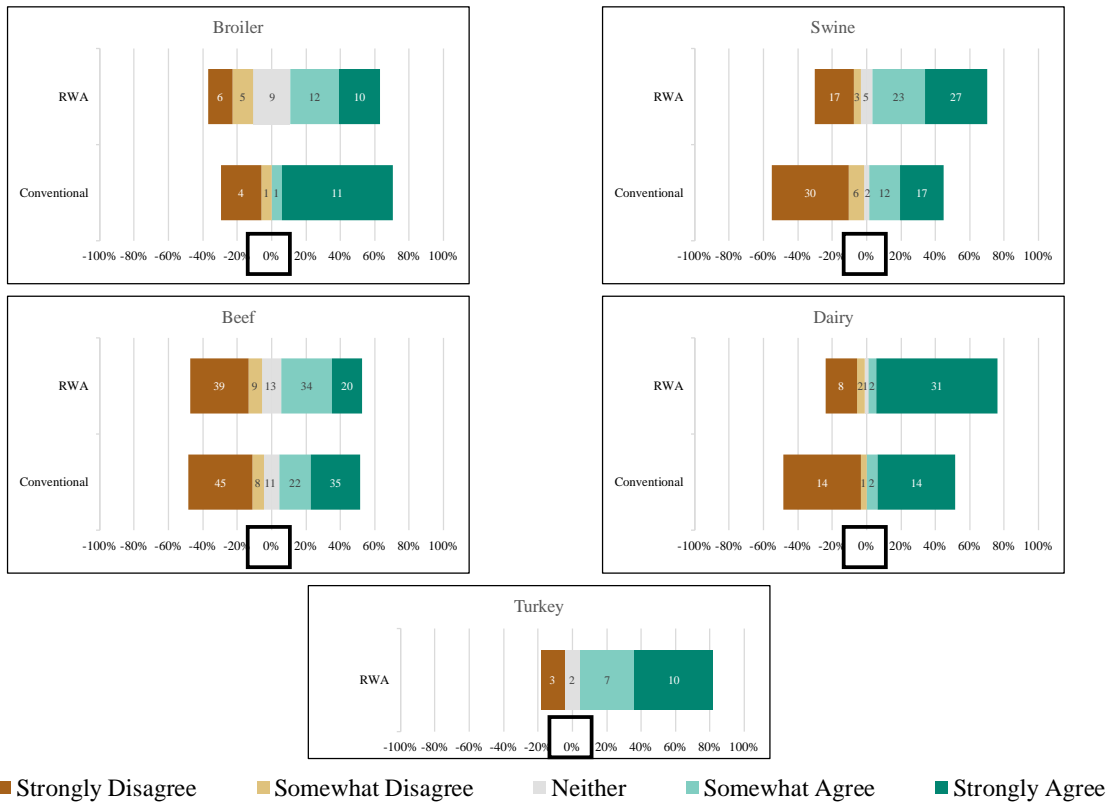 Broiler
RWA 6 5 9 12 10
Conventional 4 1 1 11
-100% -80% -60% -40% -20% 0% 20% 40% 60% 80% 100%
Swine
RWA 17 3 5 23 27
Conventional 30 6 2 12 17
-100% -80% -60% -40% -20% 0% 20% 40% 60% 80% 100%
Beef
RWA 39 9 13 34 20
Conventional 45 8 11 22 35
-100% -80% -60% -40% -20% 0% 20% 40% 60% 80% 100%
Dairy
RWA 8 2 1 2 31
Conventional 14 1 2 14
-100% -80% -60% -40% -20% 0% 20% 40% 60% 80% 100%
Turkey
RWA 3 2 7 10
-100% -80% -60% -40% -20% 0% 20% 40% 60% 80% 100%
Strongly Disagree Somewhat Disagree Neither Somewhat Agree Strongly Agree